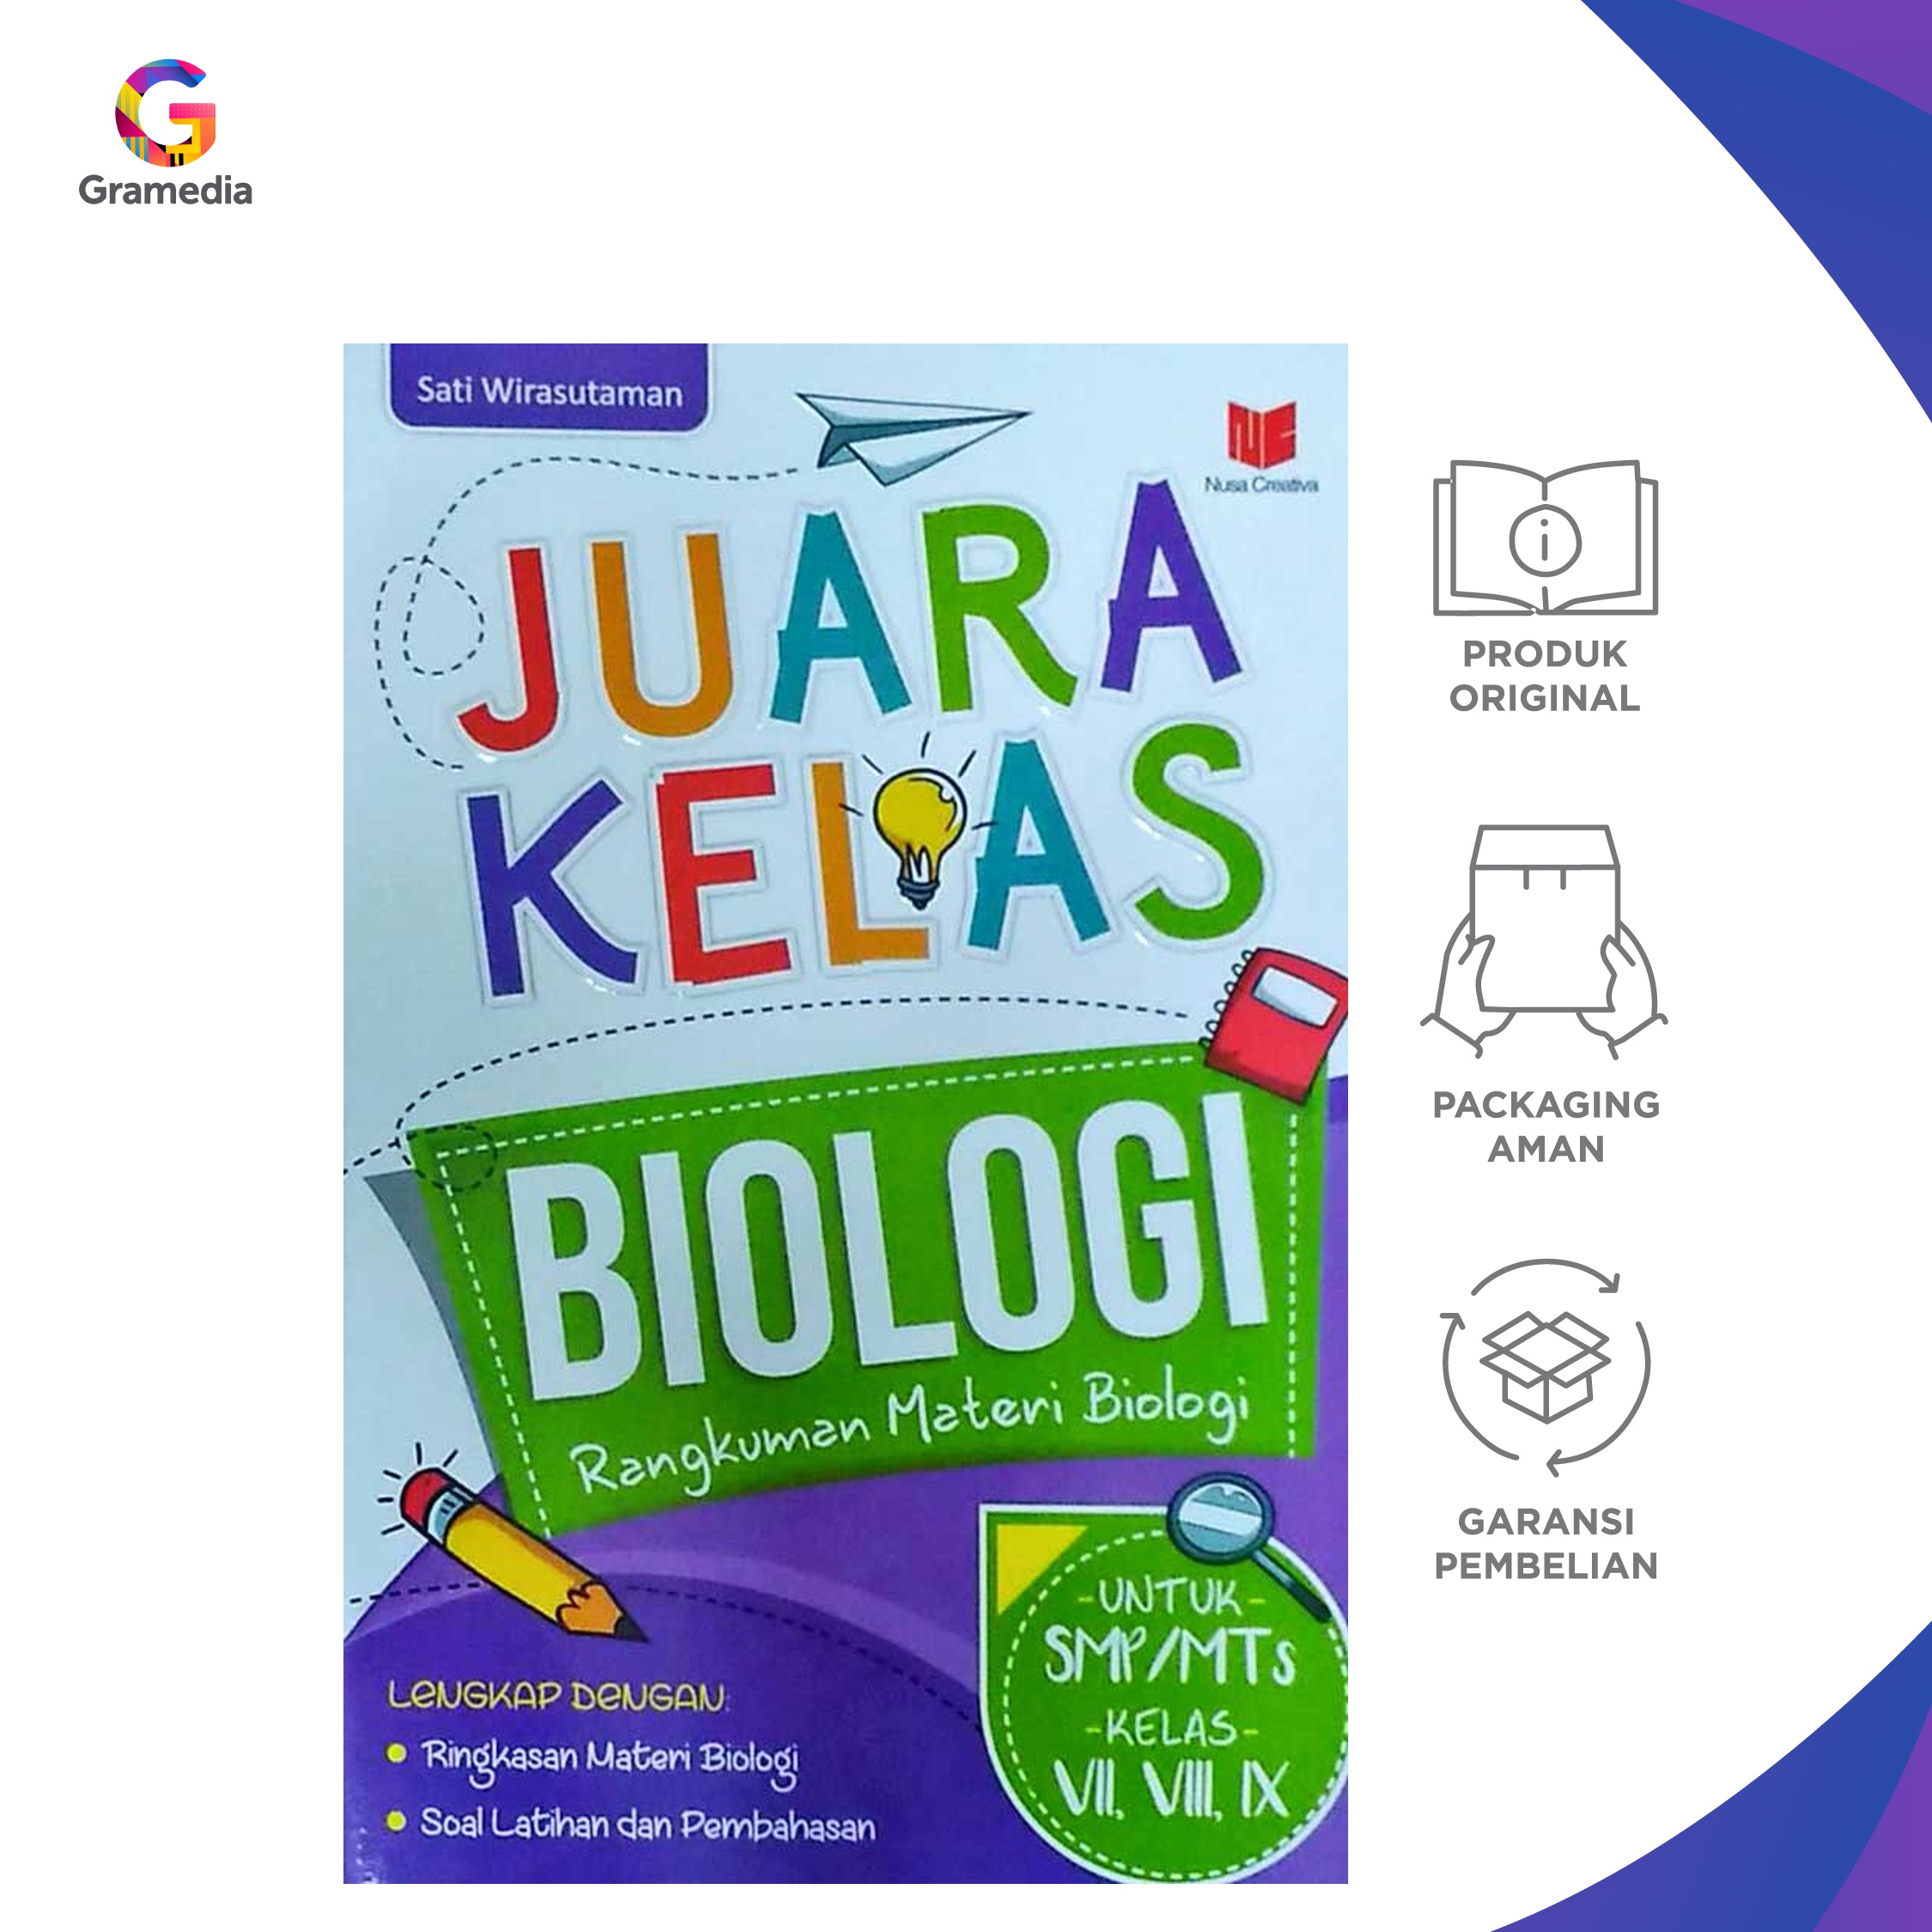 Gramedia
Sati Wirasutaman
Nusa Creativa
JUARA
KELAS
BIOLOGI
Rangkuman Materi Biologi
-UNTUK-
SMP/MTs
-KELAS-
VII, VIII, IX
LENGKAP DENGAN:
Ringkasan Materi Biologi
Soal Latihan dan Pembahasan
PRODUK
ORIGINAL
PACKAGING
AMAN
GARANSI
PEMBELIAN